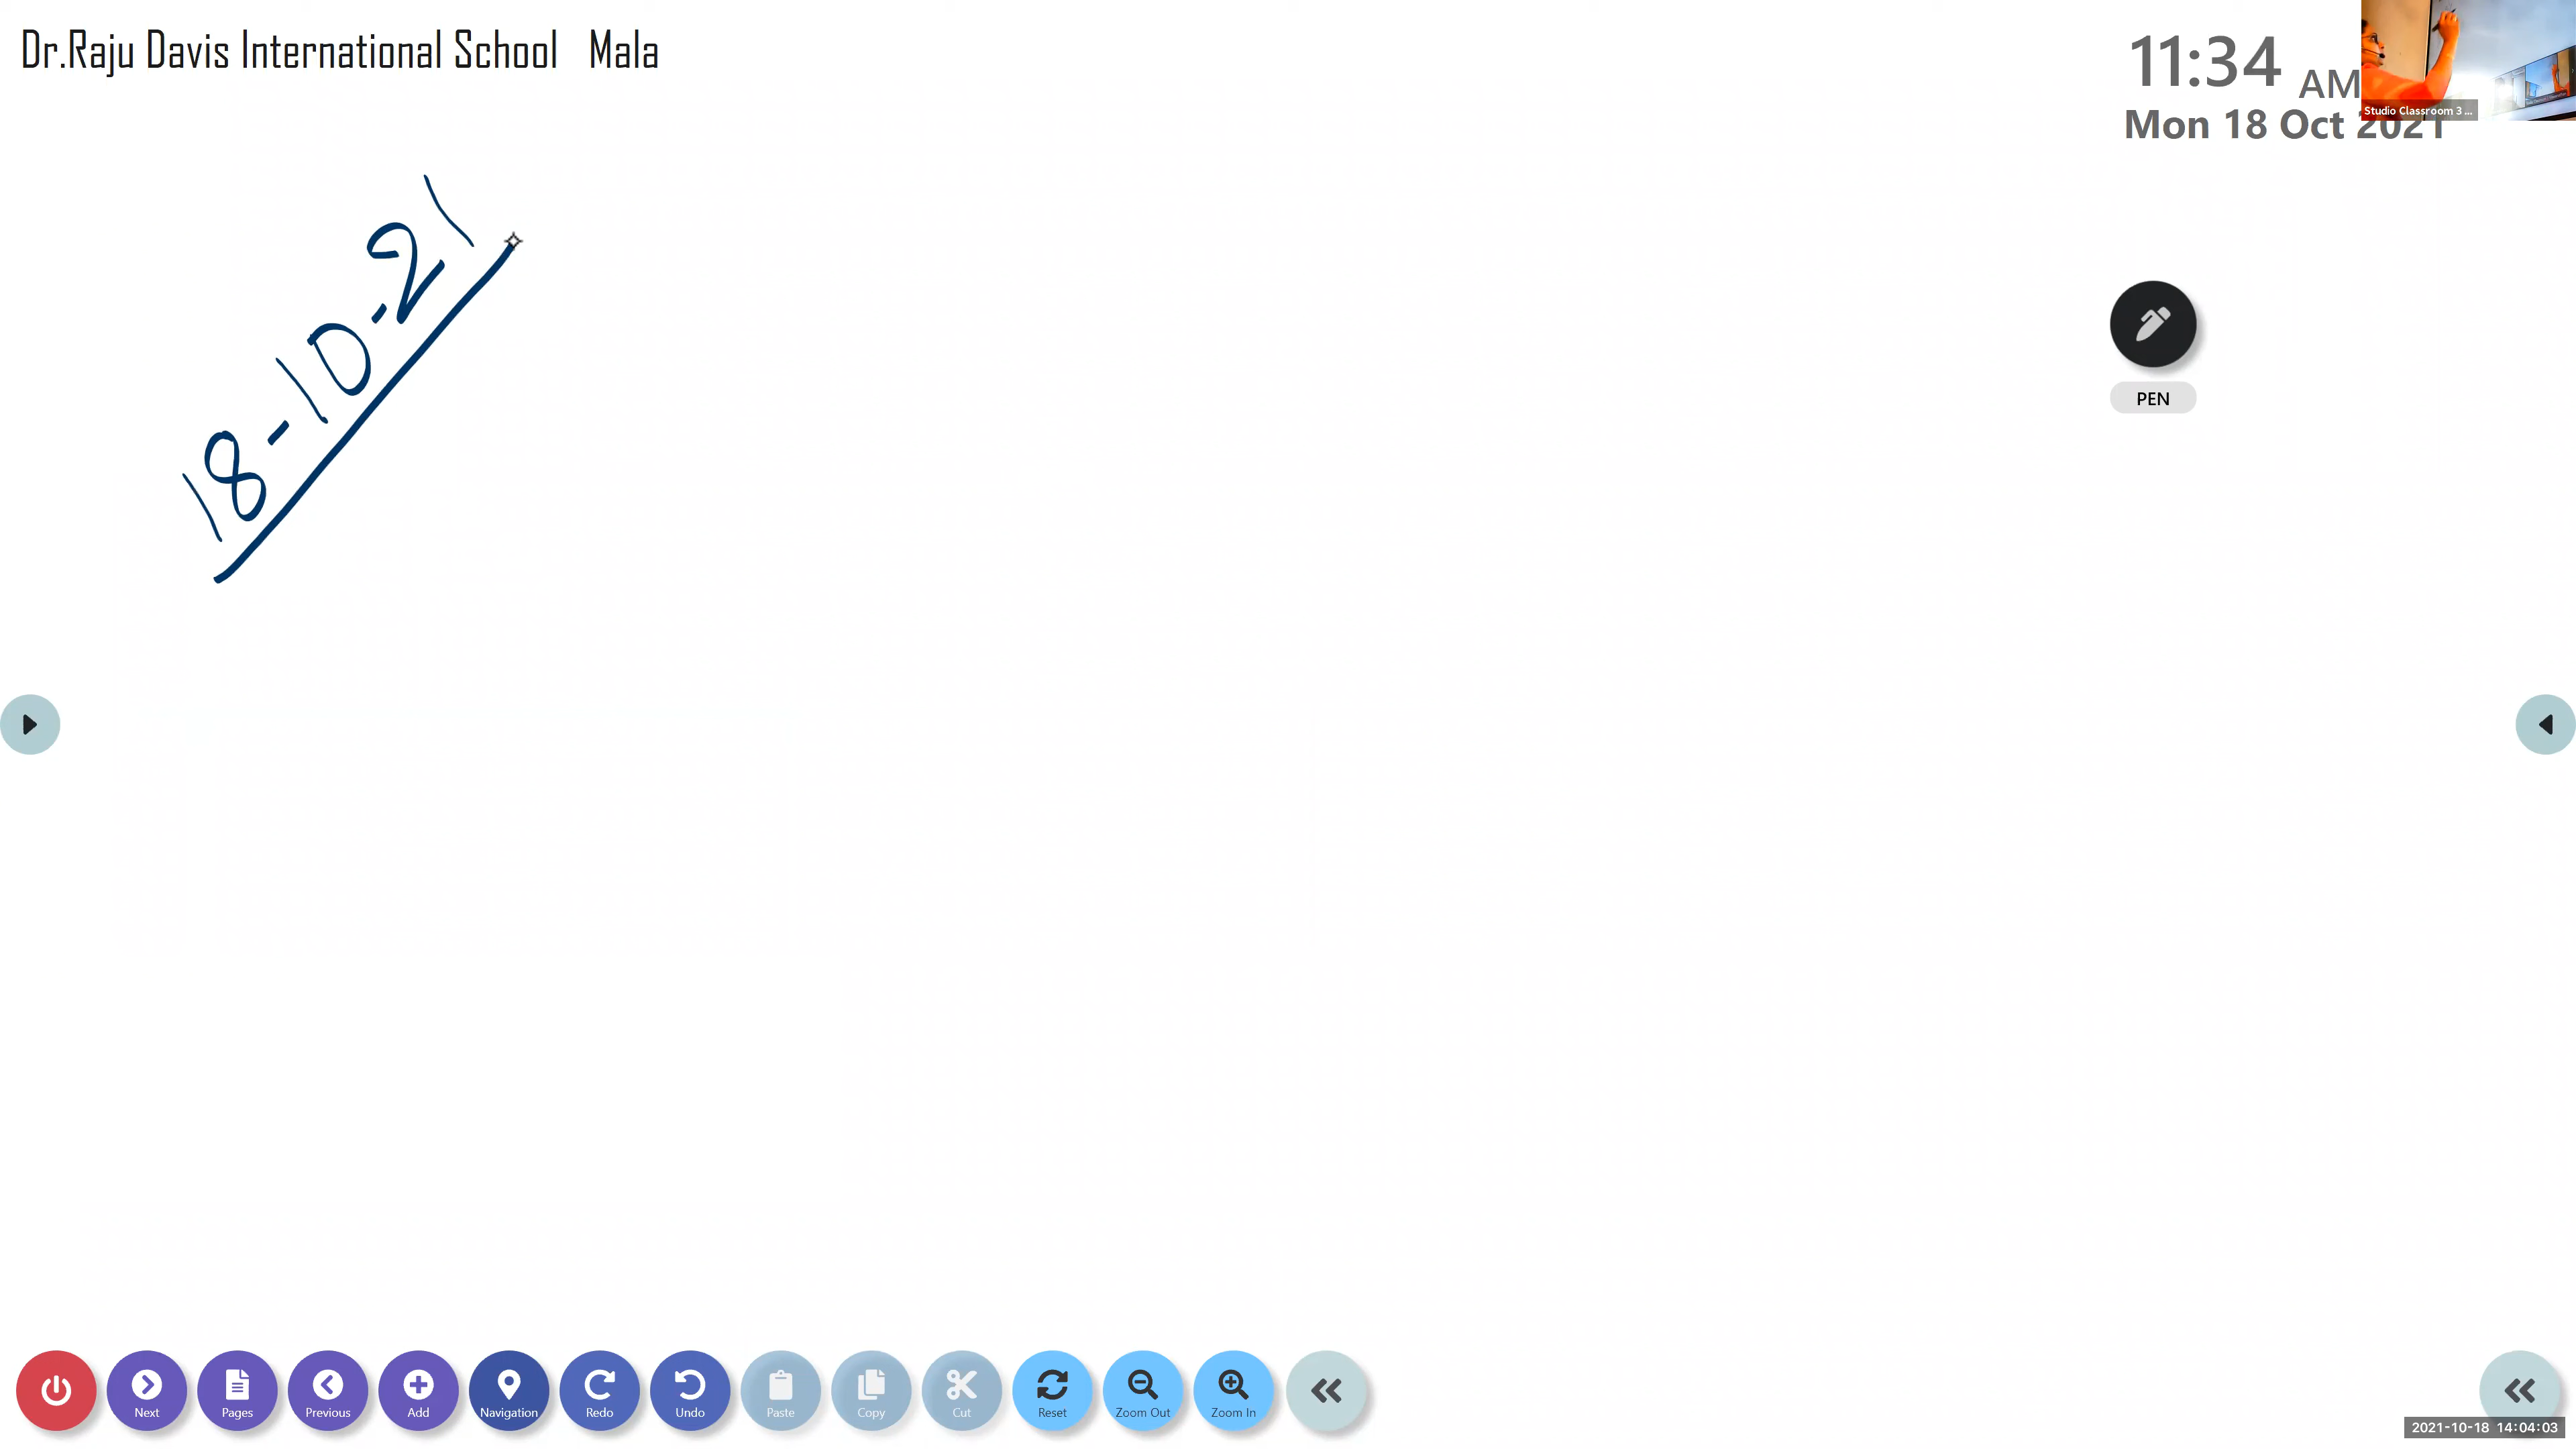 Dr.Raju Davis International School Mala
11:34 AM
Mon 18 Oct 2021
Studio Classroom 3 ...
18-10-21
PEN
Next
Pages
Previous
Add
Navigation
Redo
Undo
Paste
Copy
Cut
Reset
Zoom Out
Zoom In
2021-10-18 14:04:03